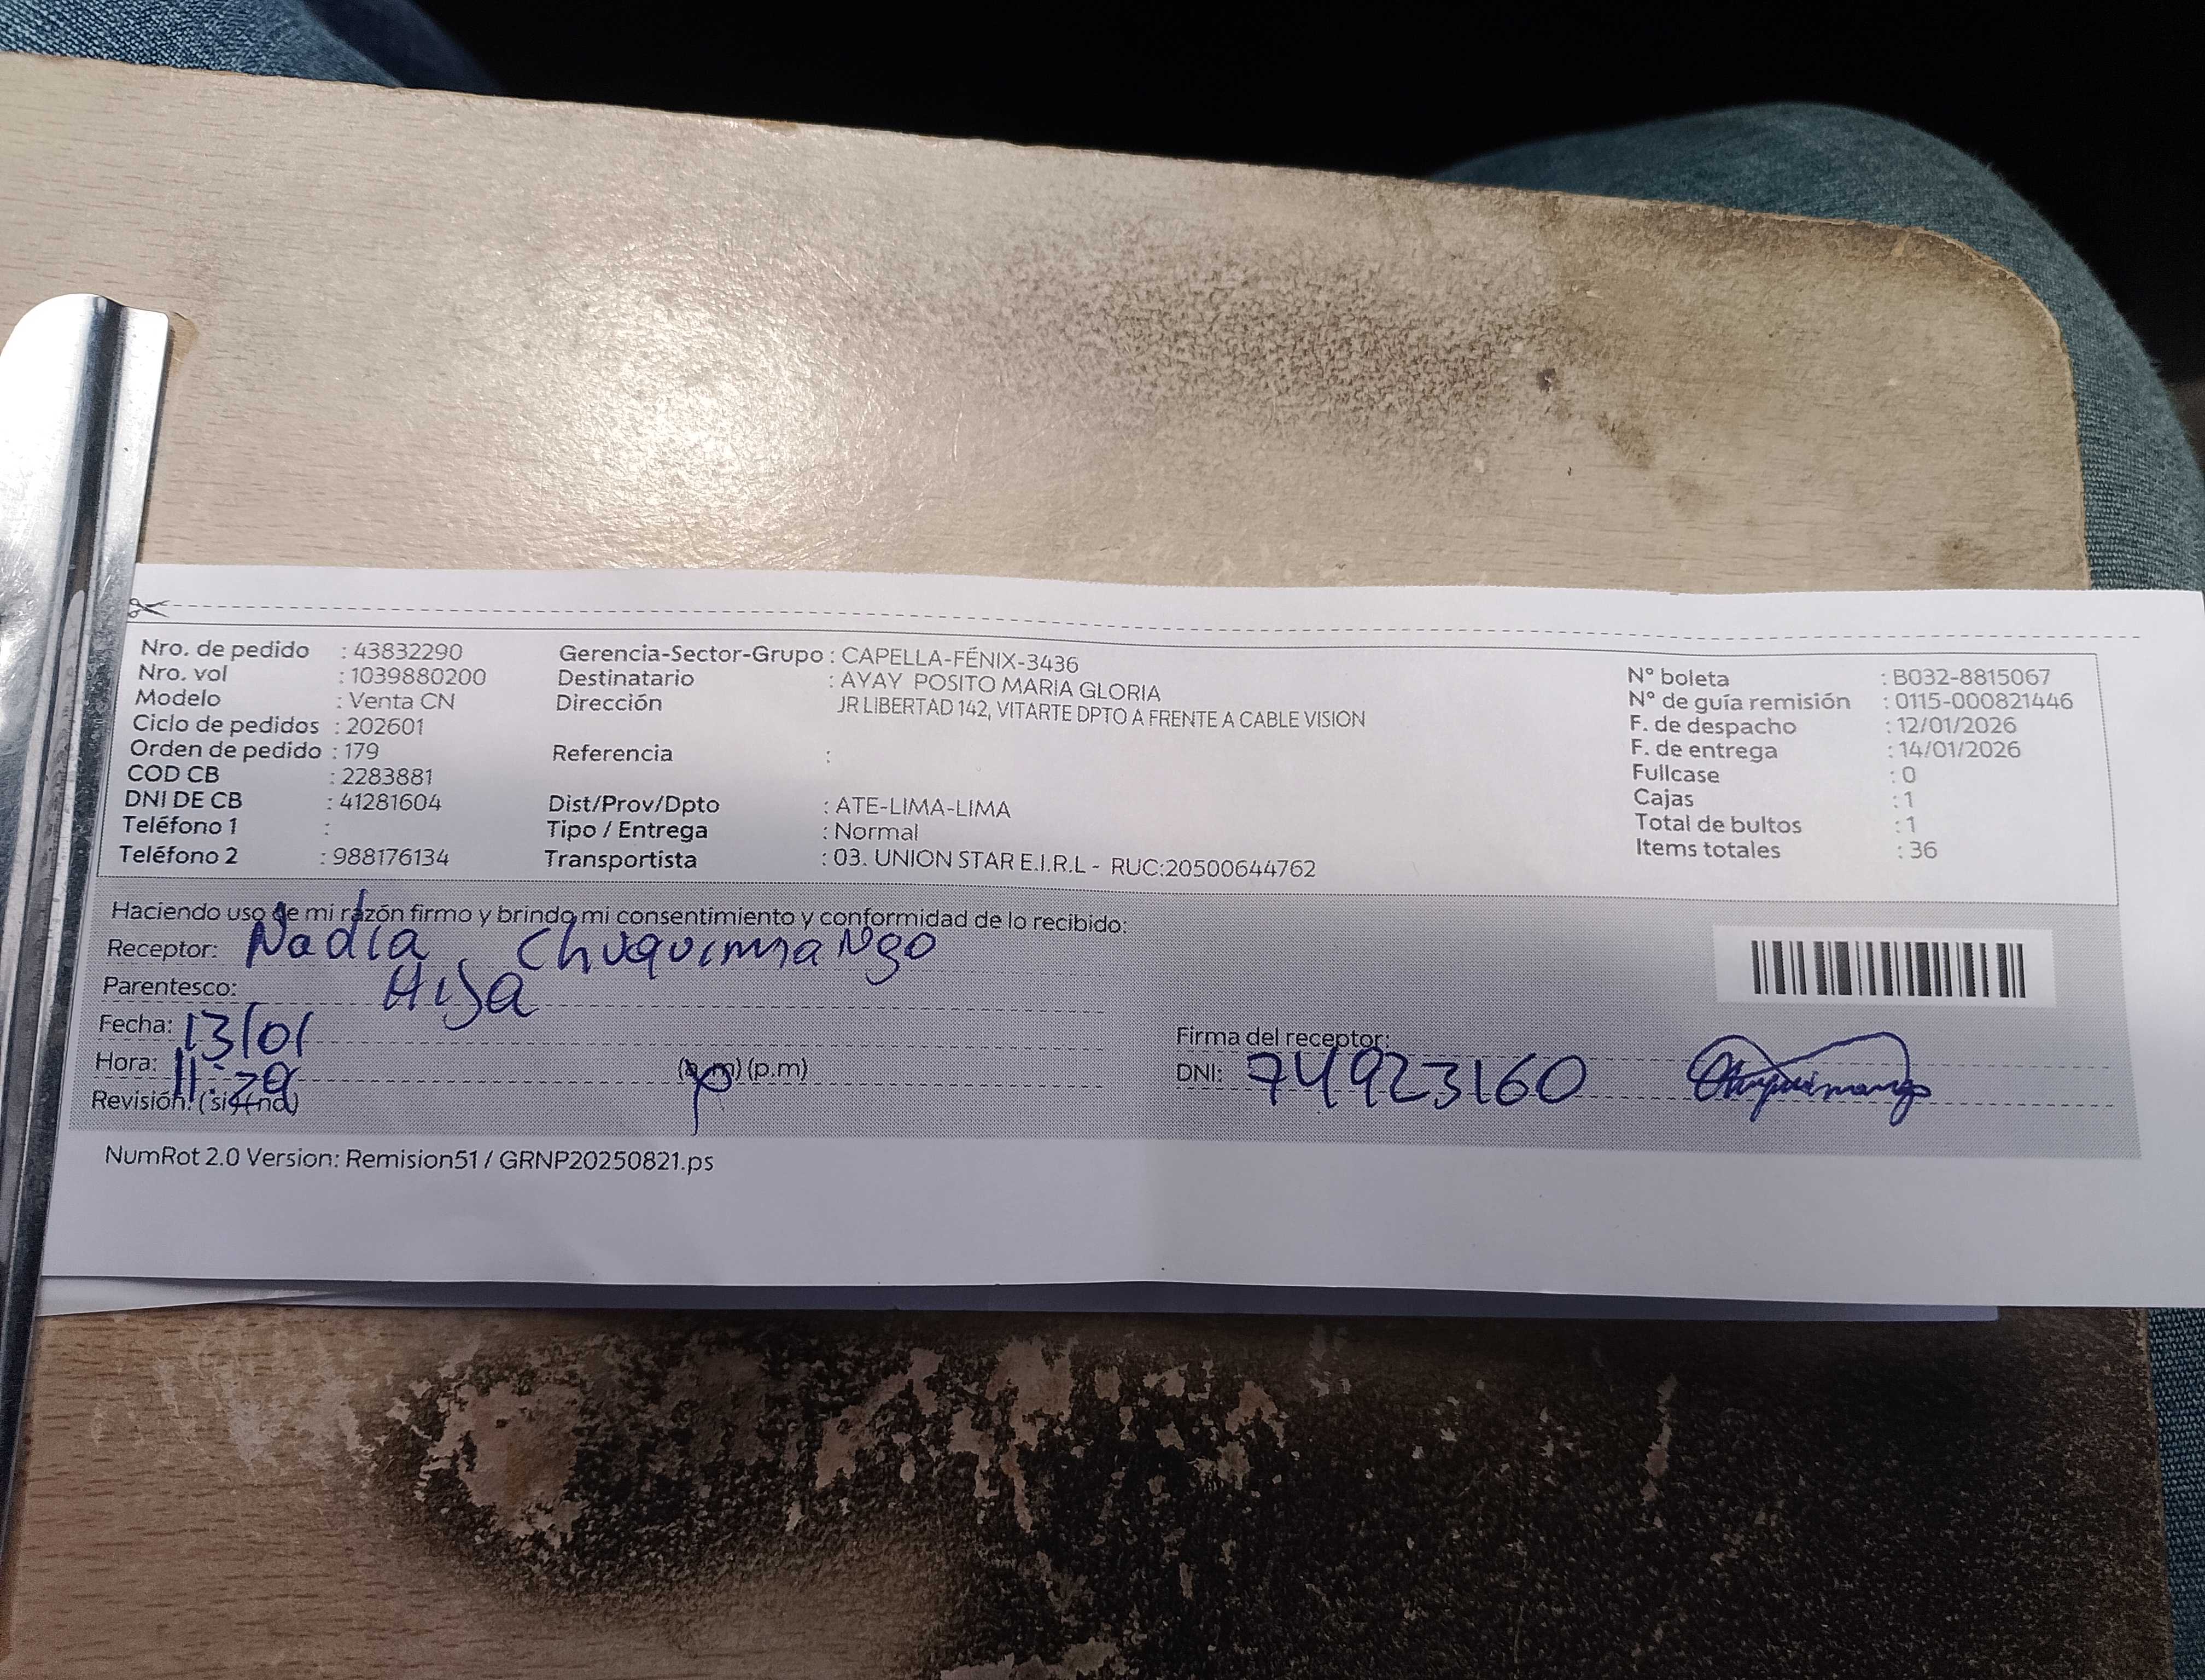 Nro. de pedido : 43832290
Nro. vol : 1039880200
Modelo : Venta CN
Ciclo de pedidos : 202601
Orden de pedido : 179
COD CB : 2283881
DNI DE CB : 41281604
Teléfono 1 :
Teléfono 2 : 988176134
Gerencia-Sector-Grupo : CAPELLA-FÉNIX-3436
Destinatario : AYAY POSITO MARIA GLORIA
Dirección JR LIBERTAD 142, VITARTE DPTO A FRENTE A CABLE VISION
Referencia :
Dist/Prov/Dpto : ATE-LIMA-LIMA
Tipo / Entrega : Normal
Transportista : 03. UNION STAR E.I.R.L - RUC:20500644762
N° boleta : B032-8815067
N° de guía remisión : 0115-000821446
F. de despacho : 12/01/2026
F. de entrega : 14/01/2026
Fullcase : 0
Cajas : 1
Total de bultos : 1
Items totales : 36
Haciendo uso de mi razón firmo y brindo mi consentimiento y conformidad de lo recibido:
Receptor: Nadia Chuquimango
Parentesco: Hija
Fecha: 13/01
Hora: 11:29 (a.m) (p.m)
Revisión: (si) (no)
Firma del receptor:
DNI: 74923160 Chuquimango
NumRot 2.0 Version: Remision51 / GRNP20250821.ps